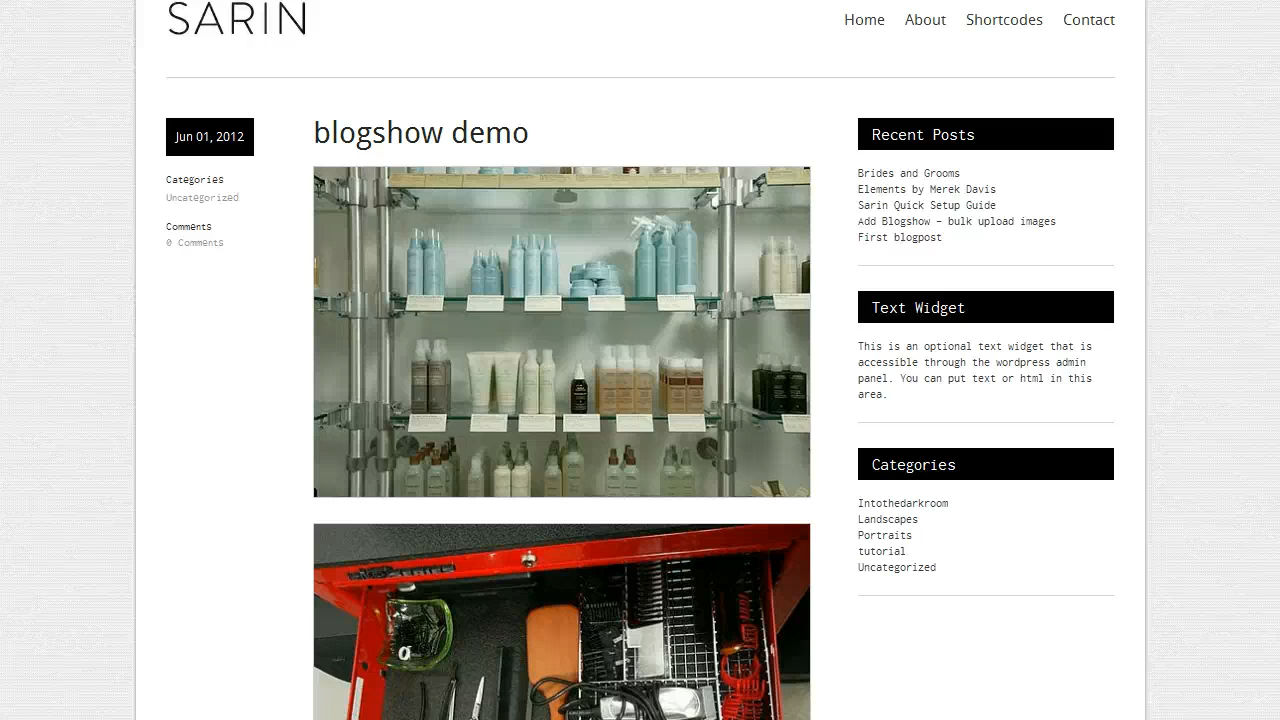 SARIN
Home About Shortcodes Contact
Jun 01, 2012
Categories
Uncategorized
Comments
0 Comments
blogshow demo
Recent Posts
Brides and Grooms
Elements by Merek Davis
Sarin Quick Setup Guide
Add Blogshow – bulk upload images
First blogpost
Text Widget
This is an optional text widget that is
accessible through the wordpress admin
panel. You can put text or html in this
area.
Categories
Intothedarkroom
Landscapes
Portraits
tutorial
Uncategorized